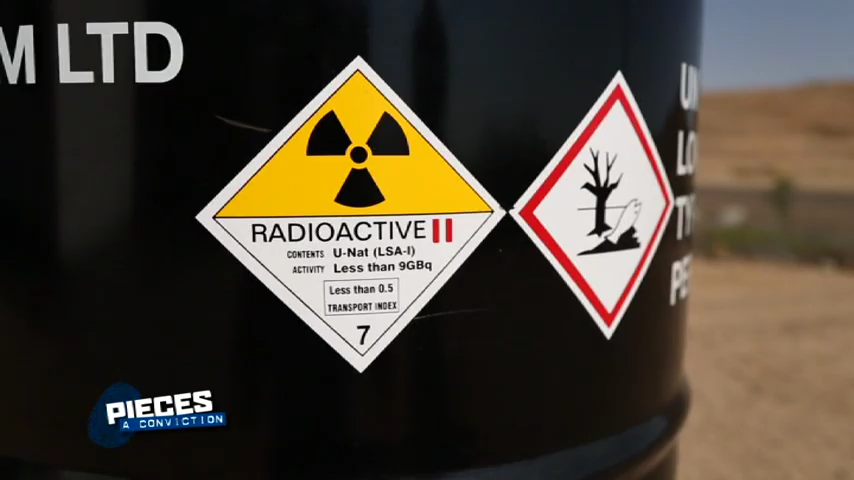 M LTD
RADIOACTIVE II
CONTENTS U-Nat (LSA-I)
ACTIVITY Less than 9GBq
Less than 0.5
TRANSPORT INDEX
7
PIECES
A CONVICTION